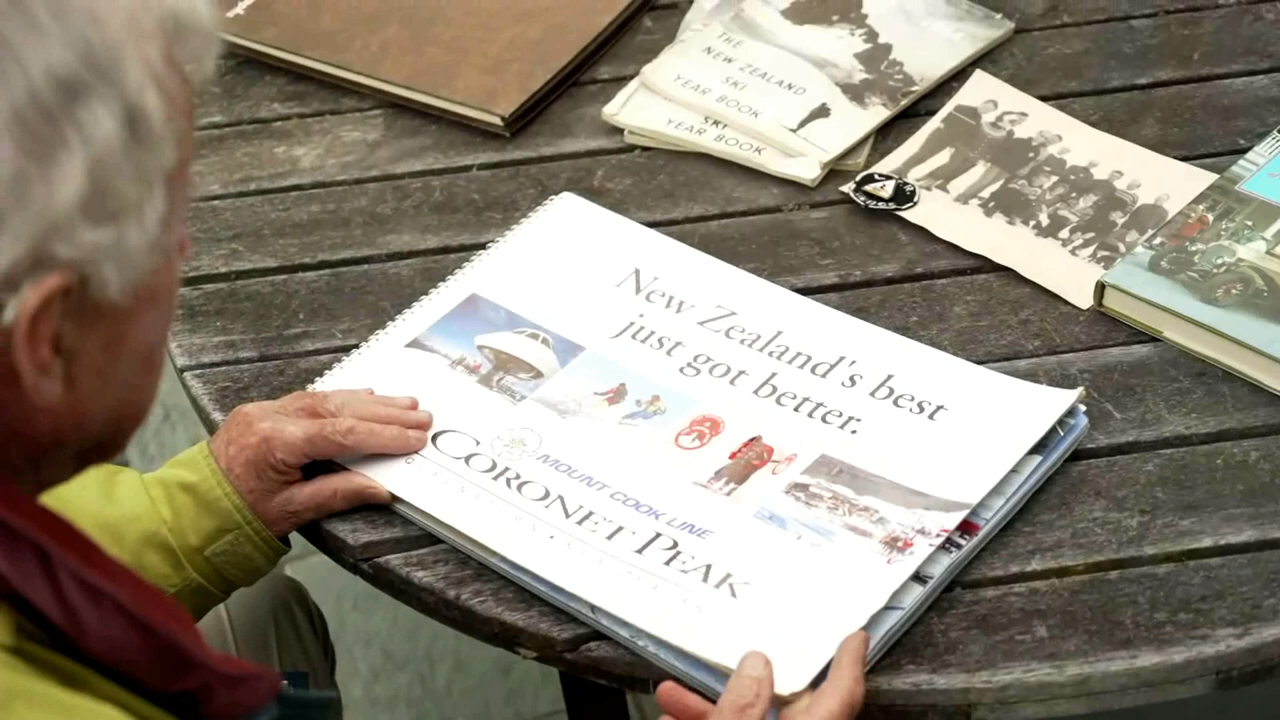 THE
NEW ZEALAND
SKI
YEAR BOOK
SKI
YEAR BOOK
New Zealand's best
just got better.
MOUNT COOK LINE
CORONET PEAK